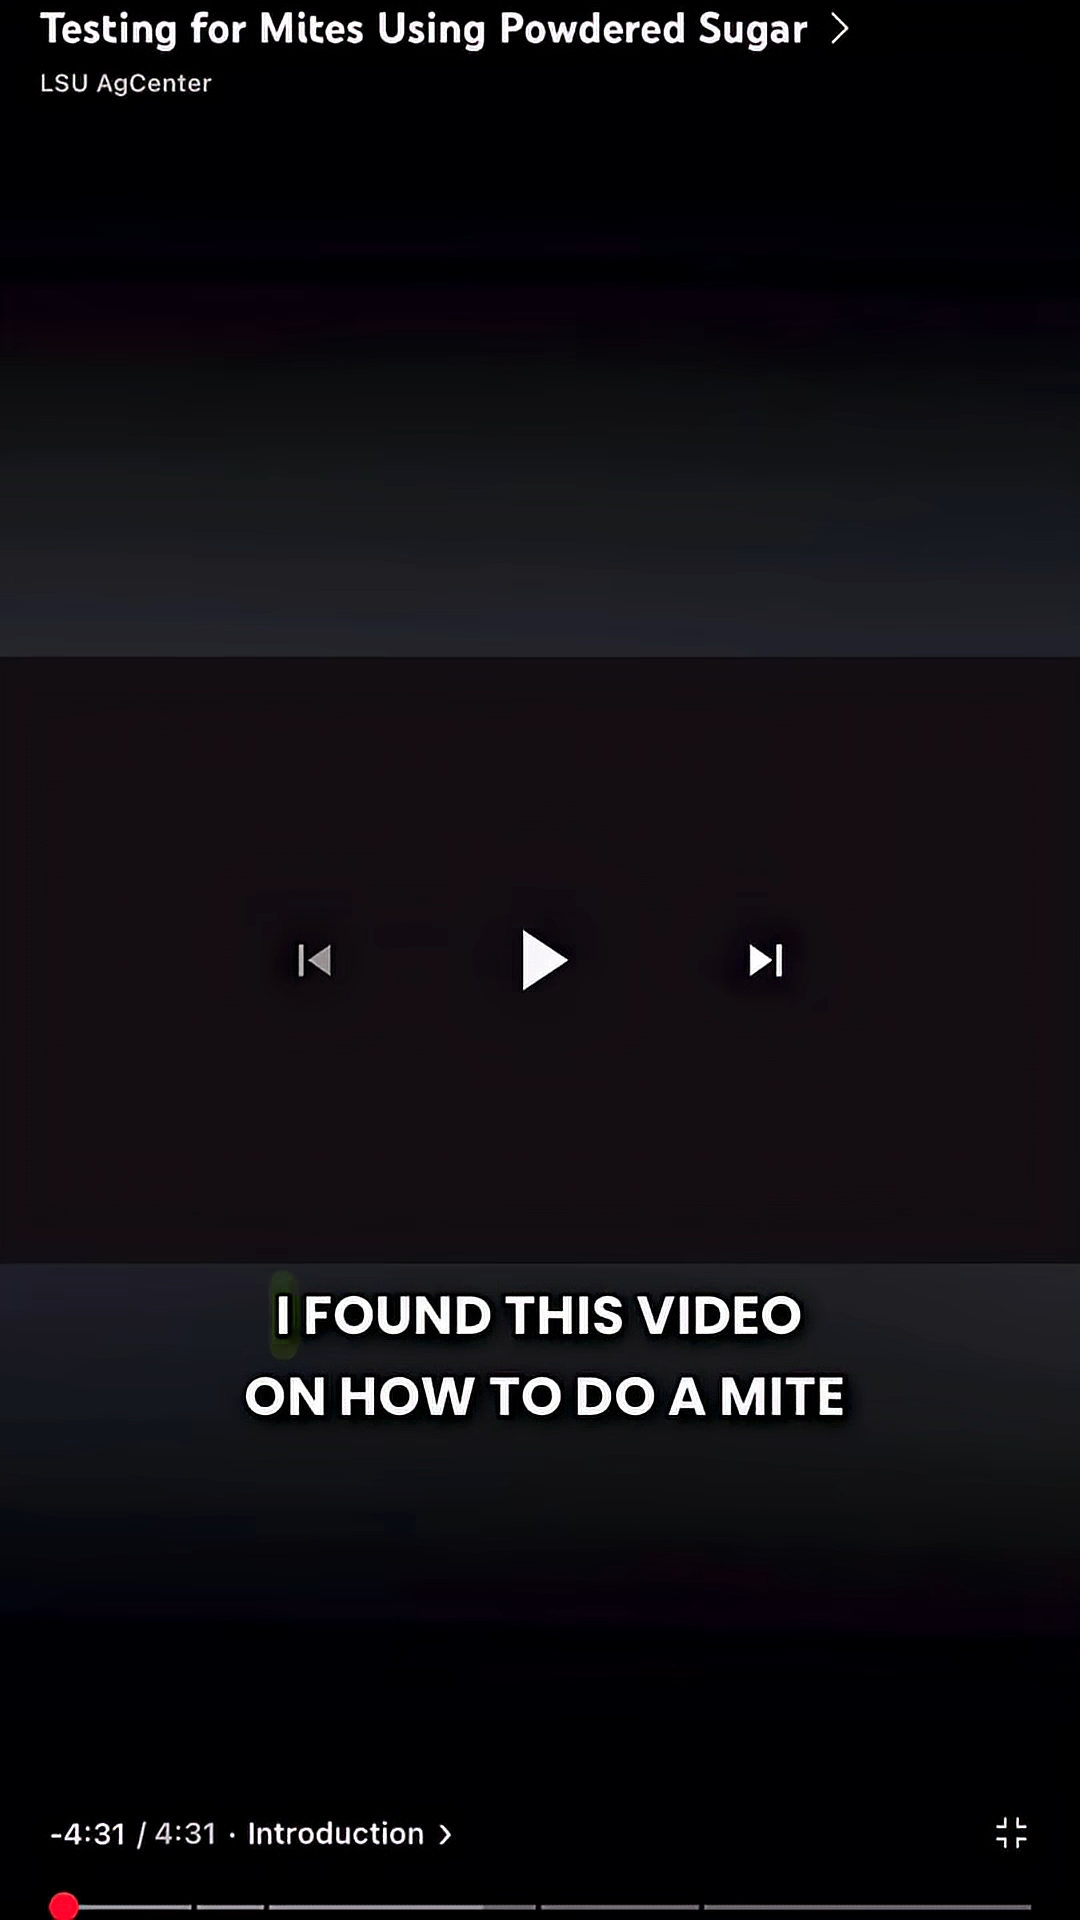 Testing for Mites Using Powdered Sugar
LSU AgCenter
I FOUND THIS VIDEO
ON HOW TO DO A MITE
-4:31 / 4:31 · Introduction